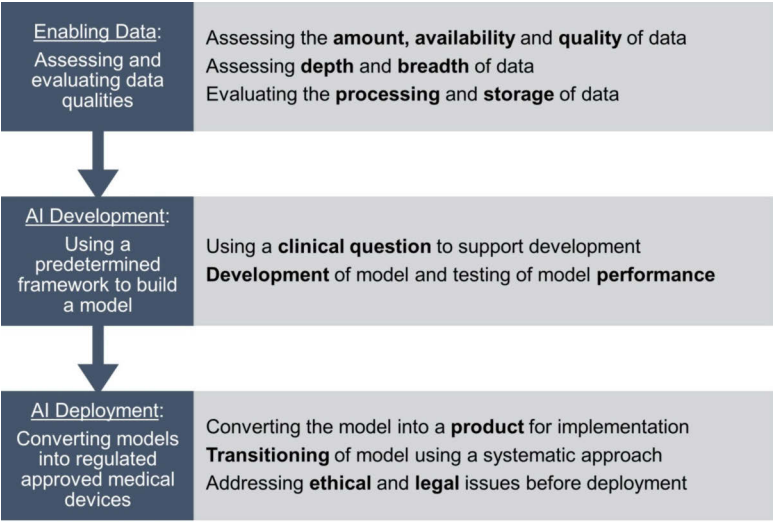 Enabling Data:
Assessing and
evaluating data
qualities
Assessing the amount, availability and quality of data
Assessing depth and breadth of data
Evaluating the processing and storage of data
AI Development:
Using a
predetermined
framework to build
a model
Using a clinical question to support development
Development of model and testing of model performance
AI Deployment:
Converting models
into regulated
approved medical
devices
Converting the model into a product for implementation
Transitioning of model using a systematic approach
Addressing ethical and legal issues before deployment